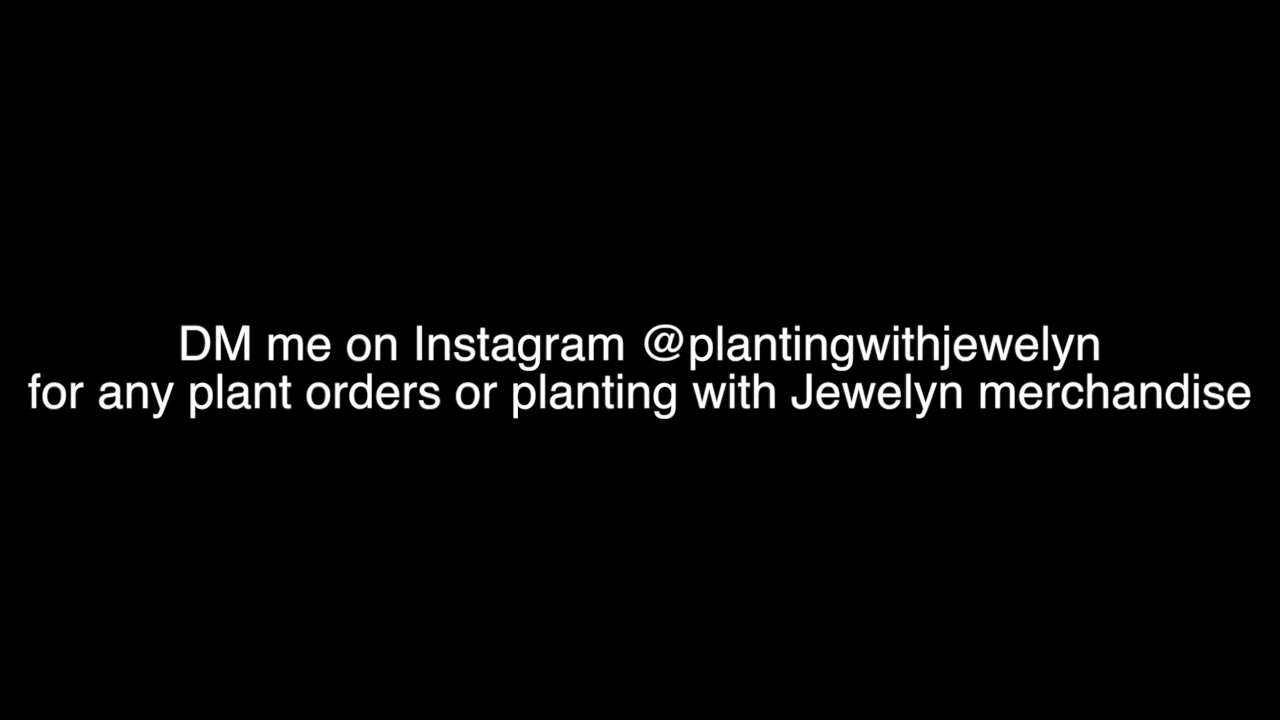 DM me on Instagram @plantingwithjewelyn
for any plant orders or planting with Jewelyn merchandise